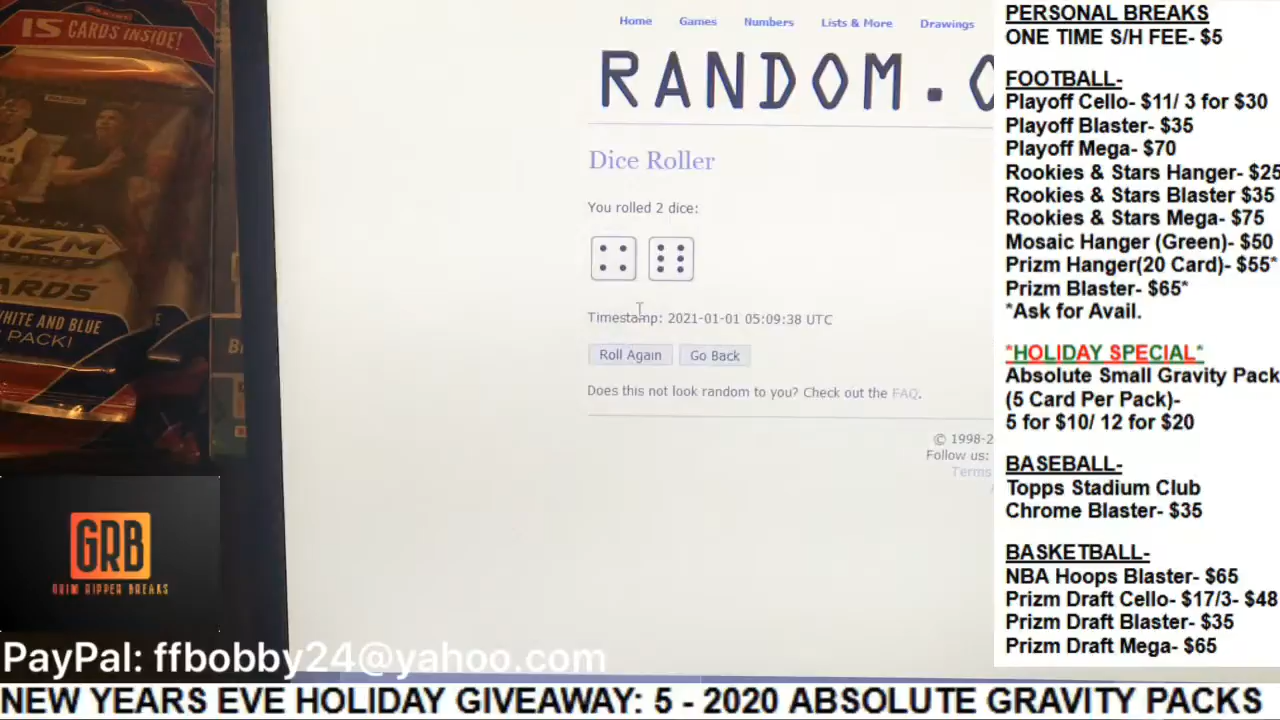 15 CARDS INSIDE!
PRIZM
CARDS
WHITE AND BLUE
PACK!
GRB
GRIM RIPPER BREAKS
Home Games Numbers Lists & More Drawings
RANDOM.O
Dice Roller
You rolled 2 dice:
Timestamp: 2021-01-01 05:09:38 UTC
Roll Again Go Back
Does this not look random to you? Check out the FAQ.
© 1998-2
Follow us:
Terms
PERSONAL BREAKS
ONE TIME S/H FEE- $5
FOOTBALL-
Playoff Cello- $11/ 3 for $30
Playoff Blaster- $35
Playoff Mega- $70
Rookies & Stars Hanger- $25
Rookies & Stars Blaster $35
Rookies & Stars Mega- $75
Mosaic Hanger (Green)- $50
Prizm Hanger(20 Card)- $55*
Prizm Blaster- $65*
*Ask for Avail.
*HOLIDAY SPECIAL*
Absolute Small Gravity Pack
(5 Card Per Pack)-
5 for $10/ 12 for $20
BASEBALL-
Topps Stadium Club
Chrome Blaster- $35
BASKETBALL-
NBA Hoops Blaster- $65
Prizm Draft Cello- $17/3- $48
Prizm Draft Blaster- $35
Prizm Draft Mega- $65
PayPal: ffbobby24@yahoo.com
NEW YEARS EVE HOLIDAY GIVEAWAY: 5 - 2020 ABSOLUTE GRAVITY PACKS